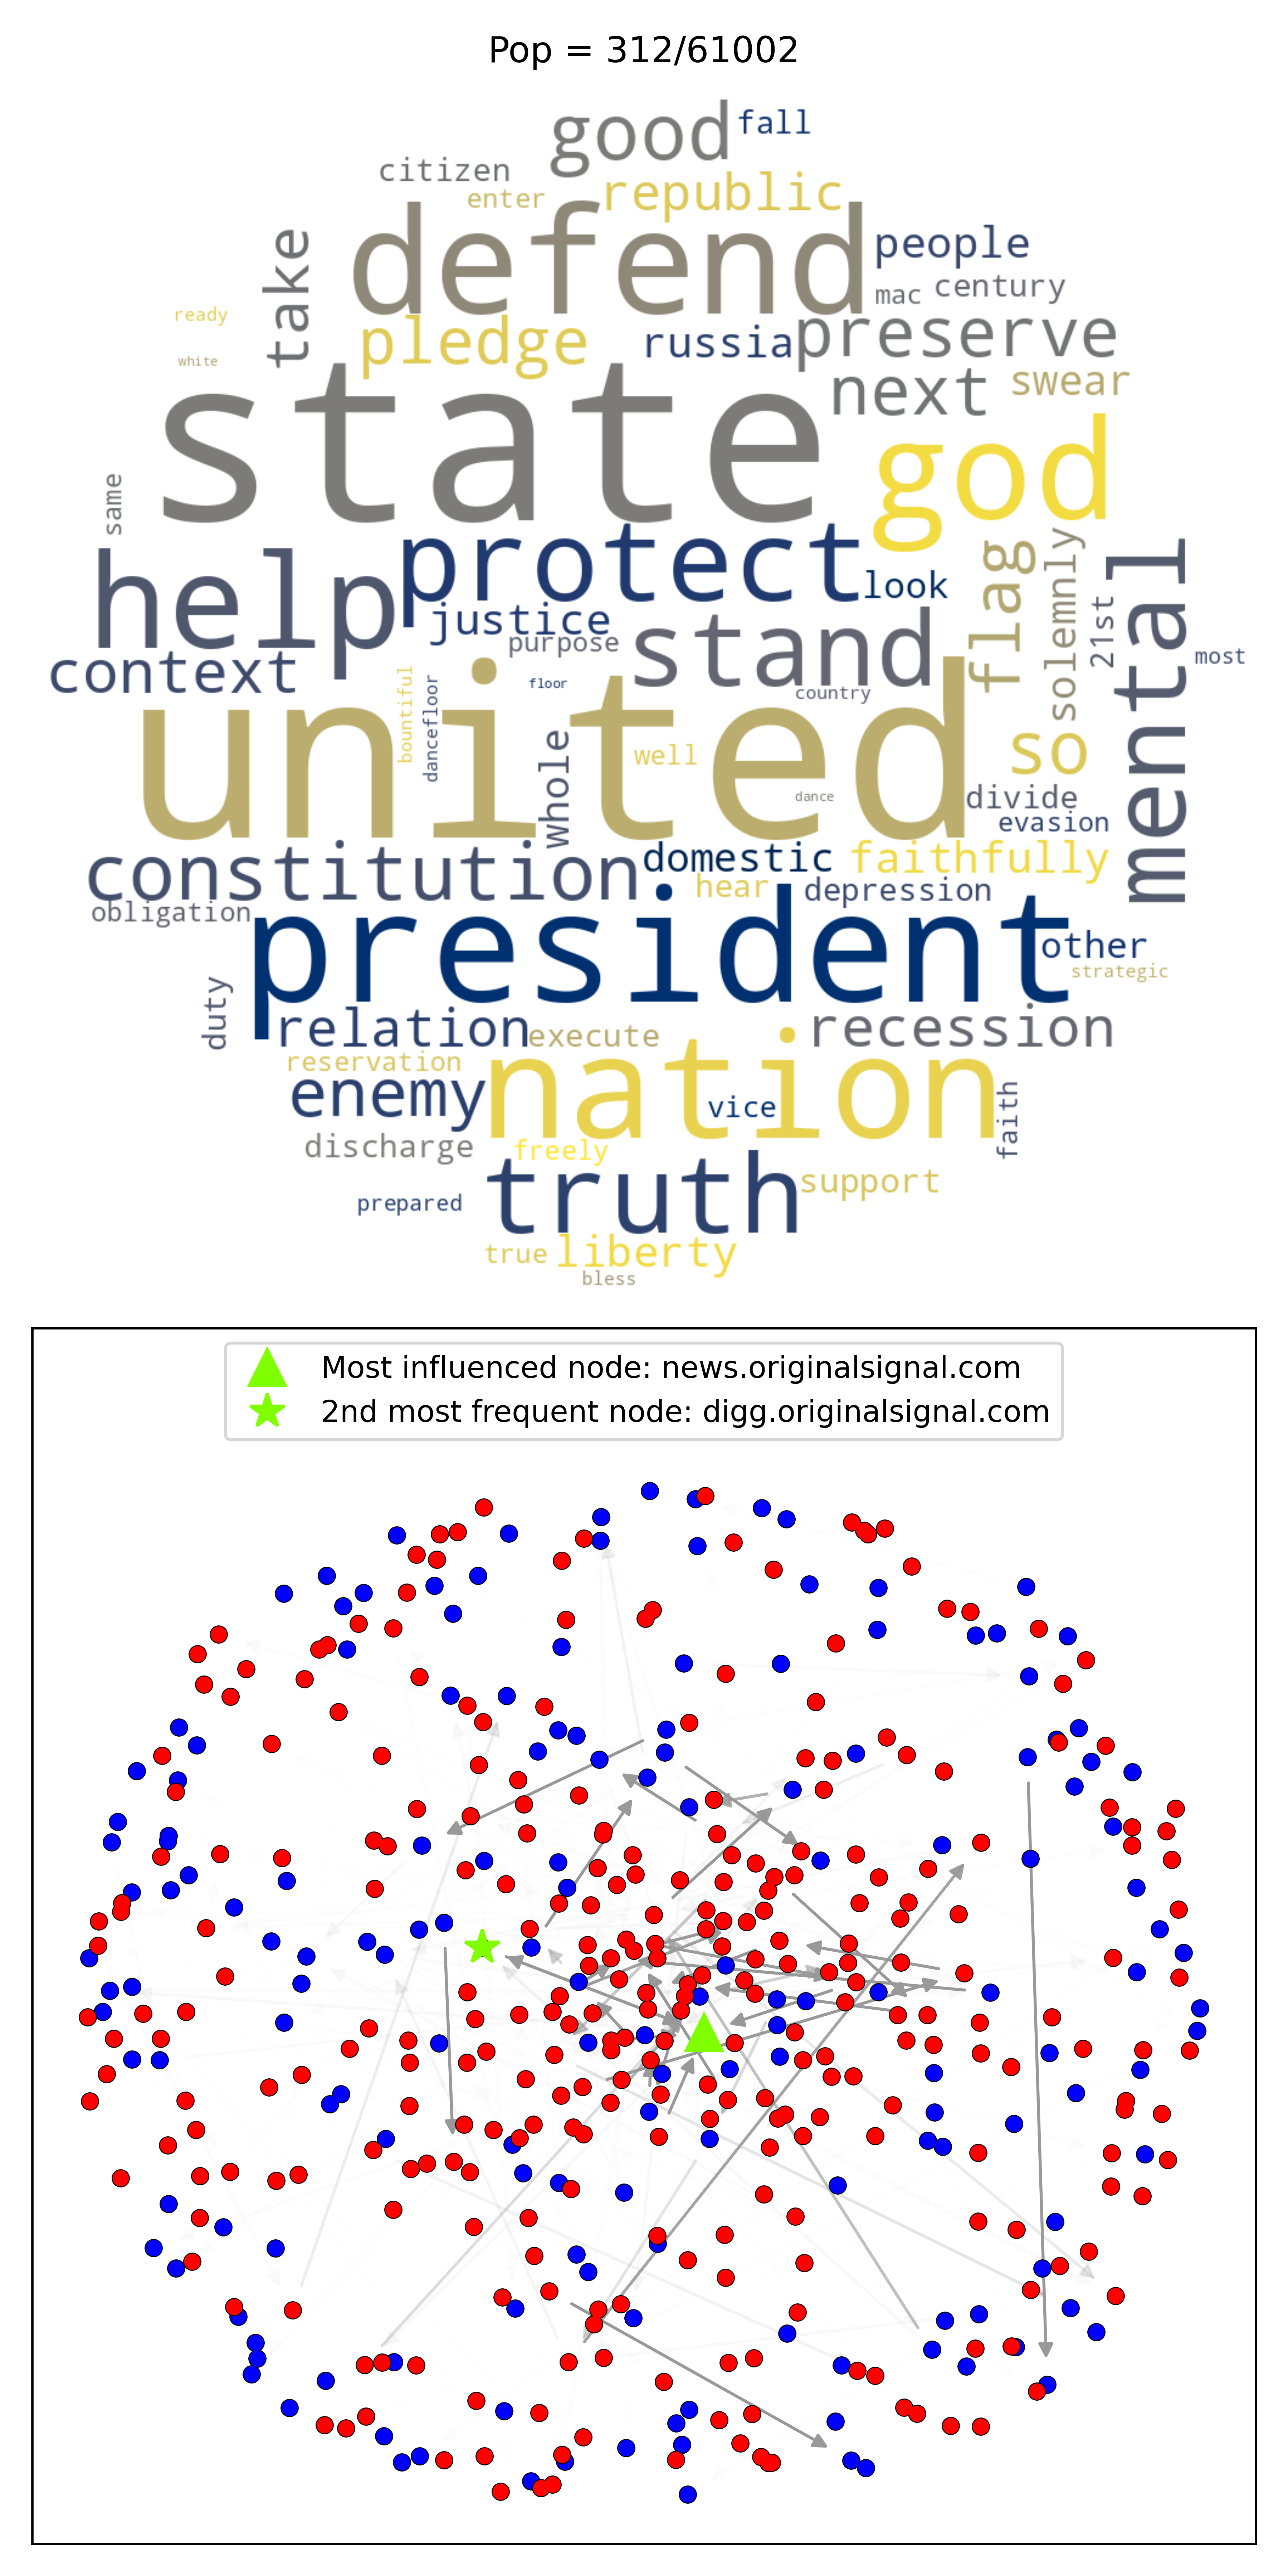 Pop = 312/61002
good fall
citizen
enter republic
defend
people
take
mac century
ready
pledge russia preserve
white
next swear
state
god
same
help protect look flag solemnly 21st mental
justice
purpose stand
most
context
bountiful dancefloor floor country
united
whole well so
dance divide
evasion
constitution domestic faithfully
hear depression
obligation
president other
strategic
duty
relation execute recession
reservation
enemy nation
vice faith
discharge freely
truth support
prepared
true liberty
bless
Most influenced node: news.originalsignal.com
2nd most frequent node: digg.originalsignal.com